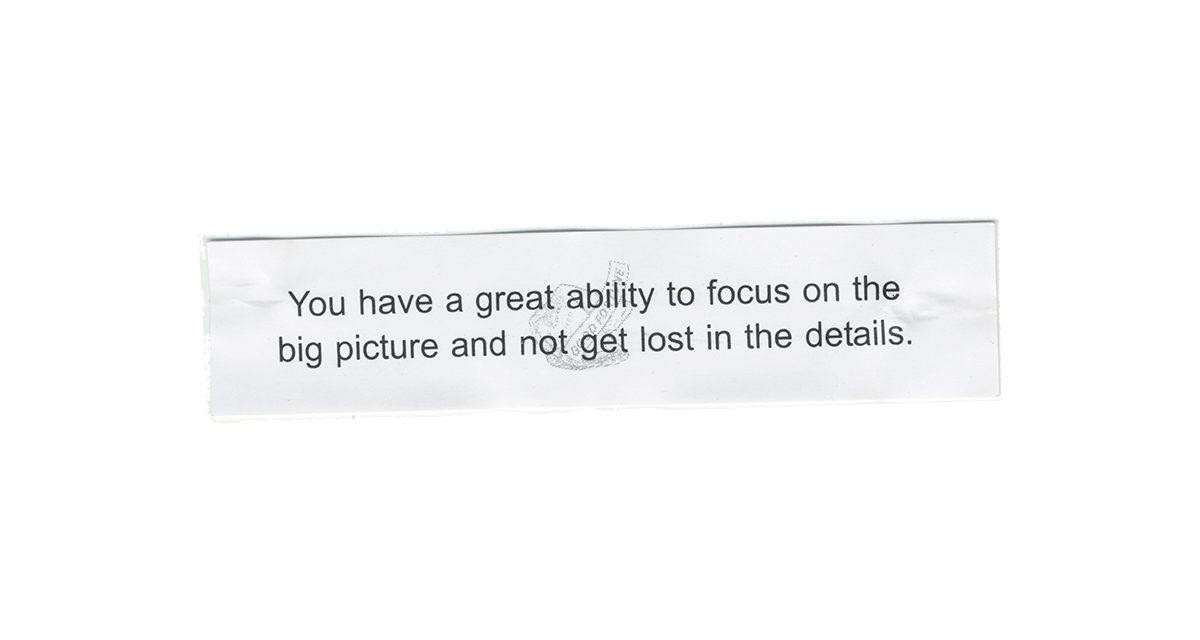 You have a great ability to focus on the
big picture and not get lost in the details.